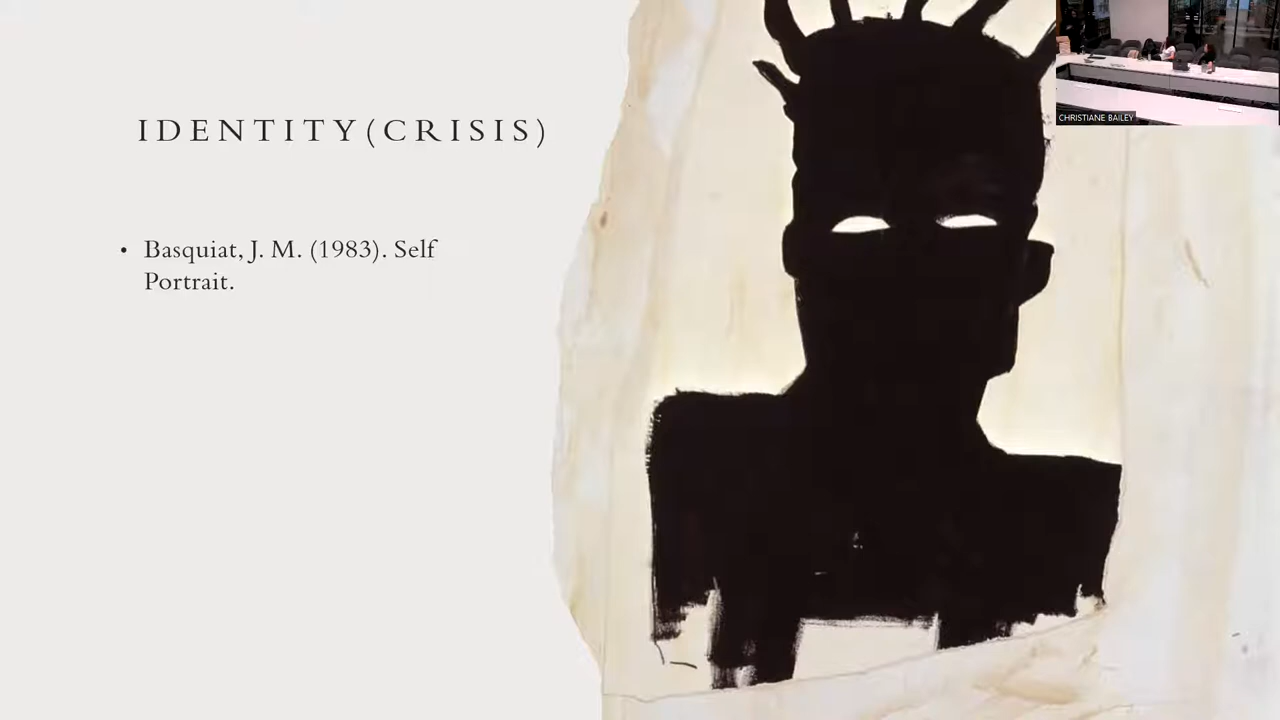 IDENTITY(CRISIS)
• Basquiat, J. M. (1983). Self
Portrait.
CHRISTIANE BAILEY